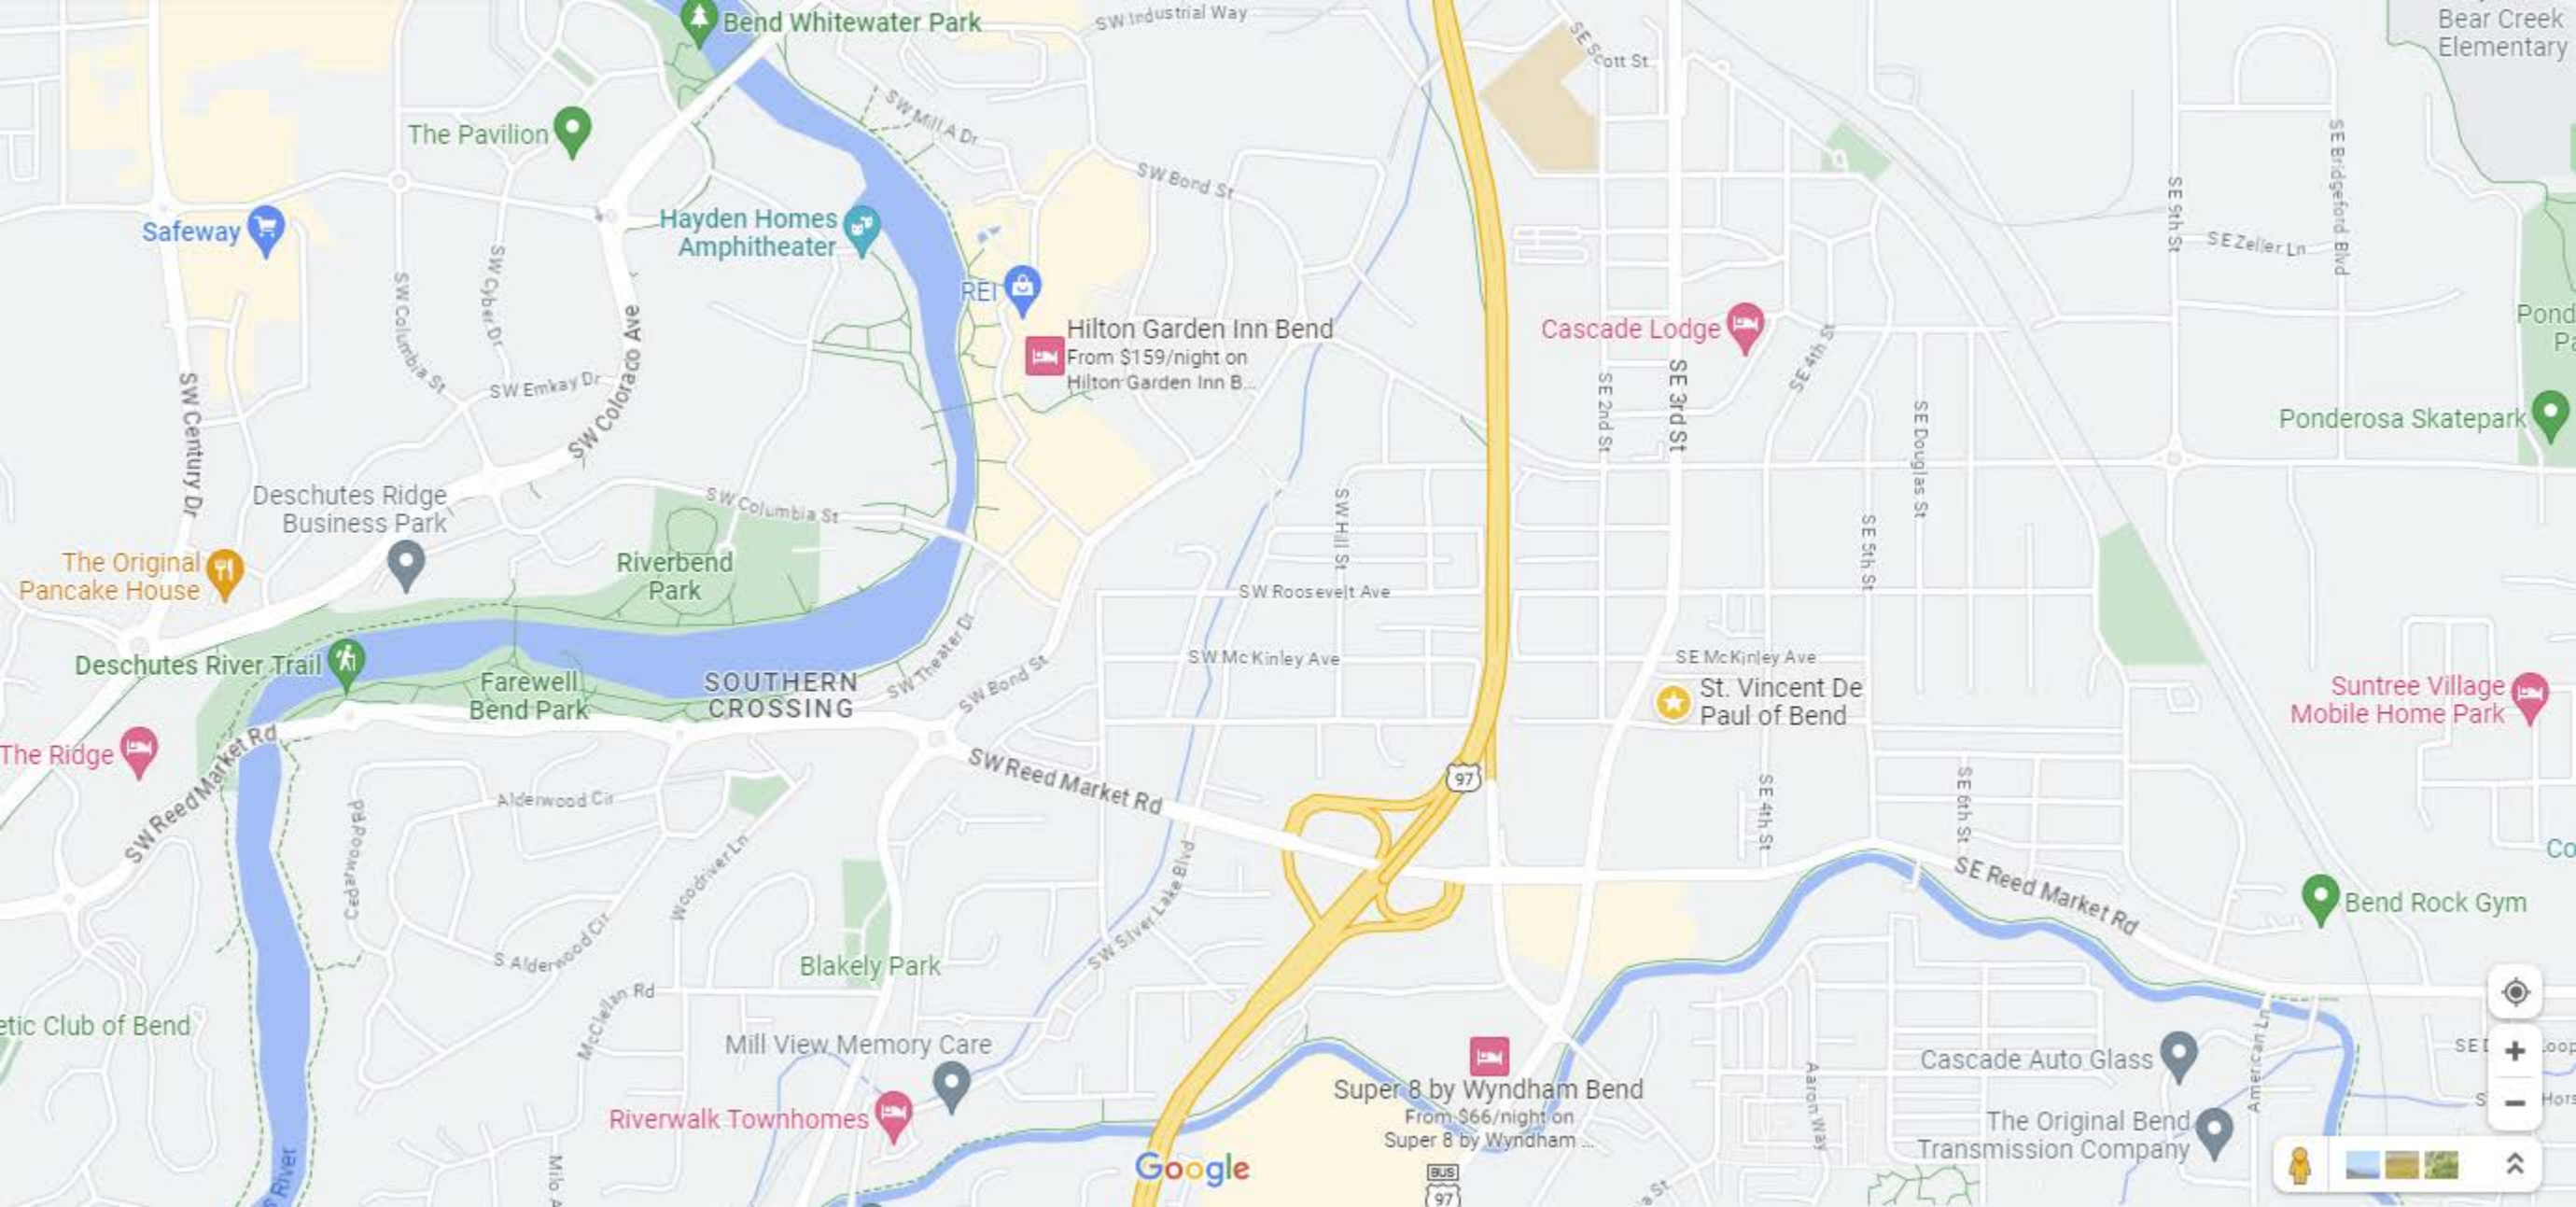 Bend Whitewater Park
SW Industrial Way
SE Scott St
Bear Creek
Elementary
The Pavilion
SW Mill A Dr
SW Bond St
SE 9th St
SE Bridgeford Blvd
Safeway
Hayden Homes
Amphitheater
SE Zeller Ln
SW Columbia St
SW Cyber Dr
SW Colorado Ave
REI
Hilton Garden Inn Bend
From $159/night on
Hilton Garden Inn B...
Cascade Lodge
SE 4th St
Pond
Pa
SW Century Dr
SW Emkay Dr
SE 2nd St
SE 3rd St
SE Douglas St
Ponderosa Skatepark
Deschutes Ridge
Business Park
SW Columbia St
SW Hill St
SE 5th St
The Original
Pancake House
Riverbend
Park
SW Roosevelt Ave
Deschutes River Trail
Farewell
Bend Park
SOUTHERN
CROSSING
SW Theater Dr
SW Bond St
SW McKinley Ave
SE McKinley Ave
St. Vincent De
Paul of Bend
Suntree Village
Mobile Home Park
The Ridge
SW Reed Market Rd
SW Reed Market Rd
97
Alderwood Cir
Cederwood Rd
Woodriver Ln
SW Silver Lake Blvd
SE 4th St
SE 6th St
Co
SE Reed Market Rd
Bend Rock Gym
S Alderwood Cir
Blakely Park
McClellan Rd
etic Club of Bend
Mill View Memory Care
Riverwalk Townhomes
Super 8 by Wyndham Bend
From $66/night on
Super 8 by Wyndham ...
Aaron Way
Cascade Auto Glass
American Ln
The Original Bend
Transmission Company
Milo A
s River
Google
BUS
97
a St